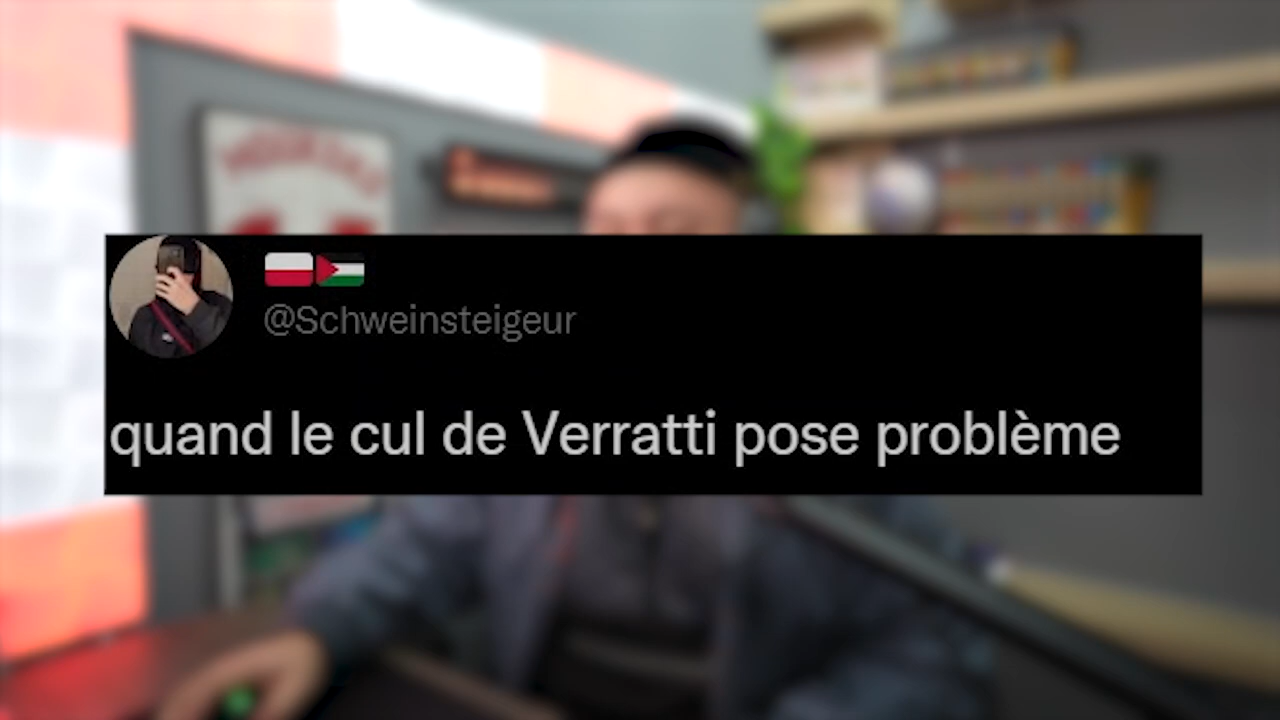 🇵🇱🇵🇸
@Schweinsteigeur
quand le cul de Verratti pose problème